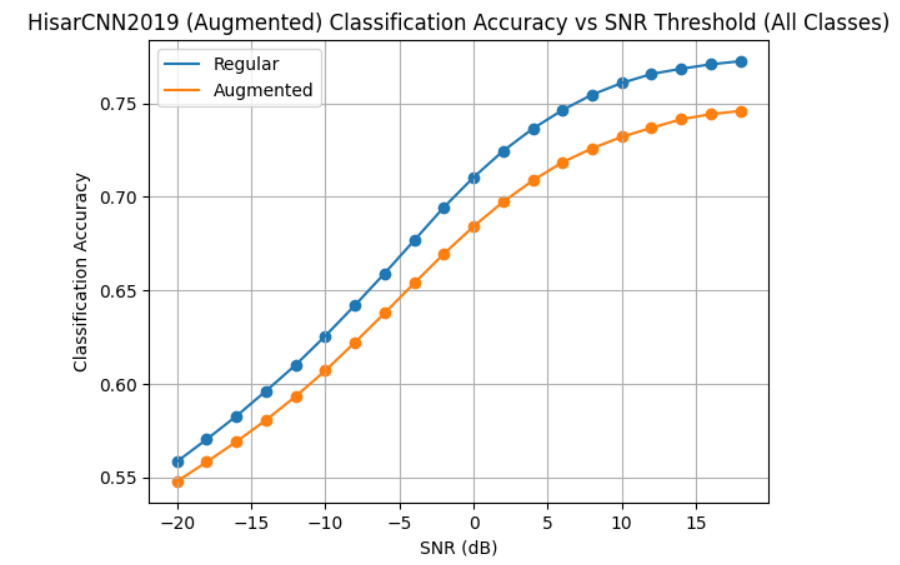 HisarCNN2019 (Augmented) Classification Accuracy vs SNR Threshold (All Classes)
Regular
Augmented
0.75
0.70
0.65
0.60
0.55
Classification Accuracy
−20 −15 −10 −5 0 5 10 15
SNR (dB)